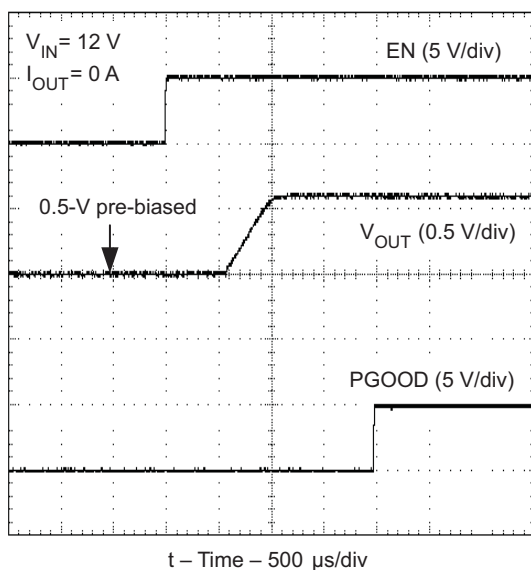 V_IN = 12 V
I_OUT = 0 A
EN (5 V/div)
0.5-V pre-biased
V_OUT (0.5 V/div)
PGOOD (5 V/div)
t – Time – 500 µs/div